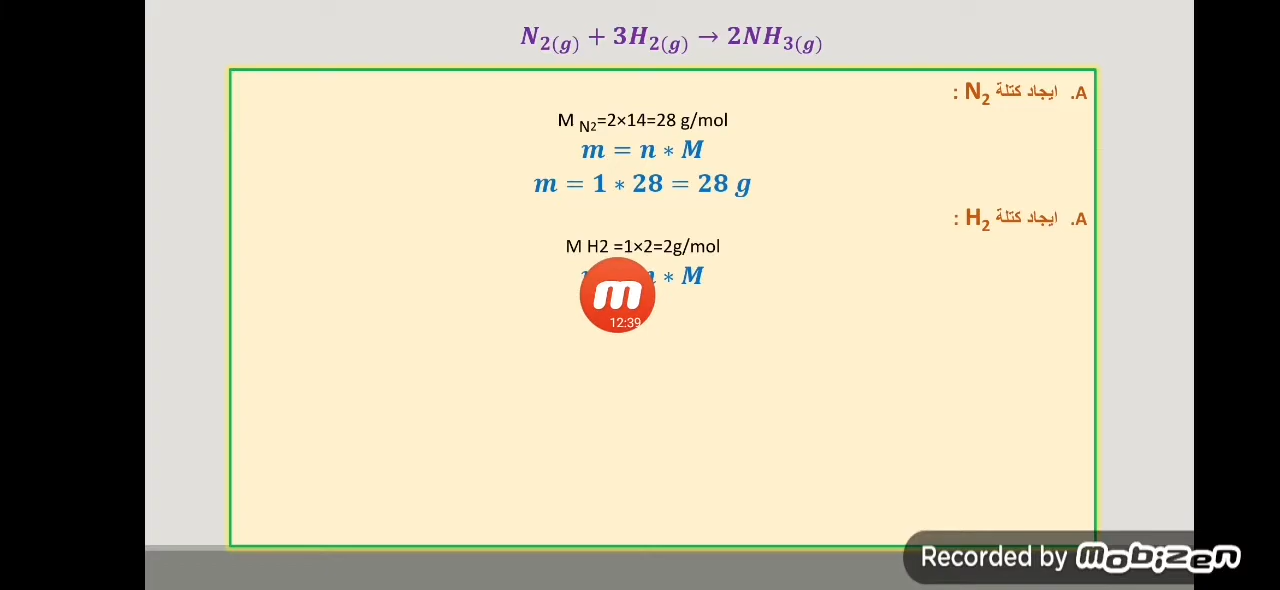 N₂(g) + 3H₂(g) → 2NH₃(g)
A. ايجاد كتلة N₂ :
M N2=2×14=28 g/mol
m = n * M
m = 1 * 28 = 28 g
A. ايجاد كتلة H₂ :
M H2 =1×2=2g/mol
* M
m
12:39
Recorded by mobizen